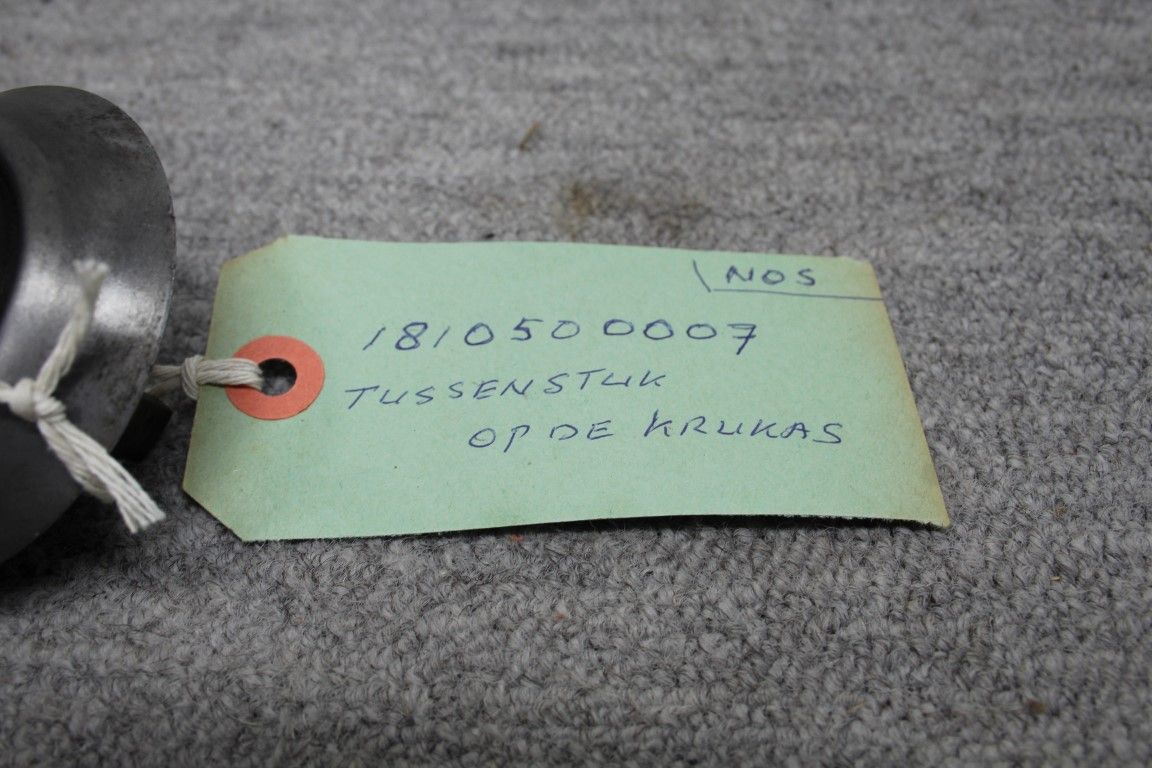 NOS
1810500007
TUSSENSTUK
OP DE KRUKAS